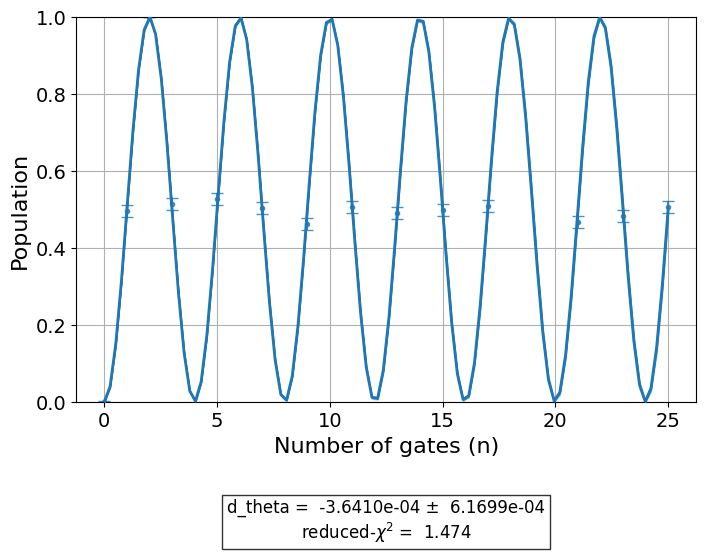 1.0
0.8
0.6
0.4
0.2
0.0
Population
0 5 10 15 20 25
Number of gates (n)
d_theta = -3.6410e-04 ± 6.1699e-04
reduced-χ² = 1.474